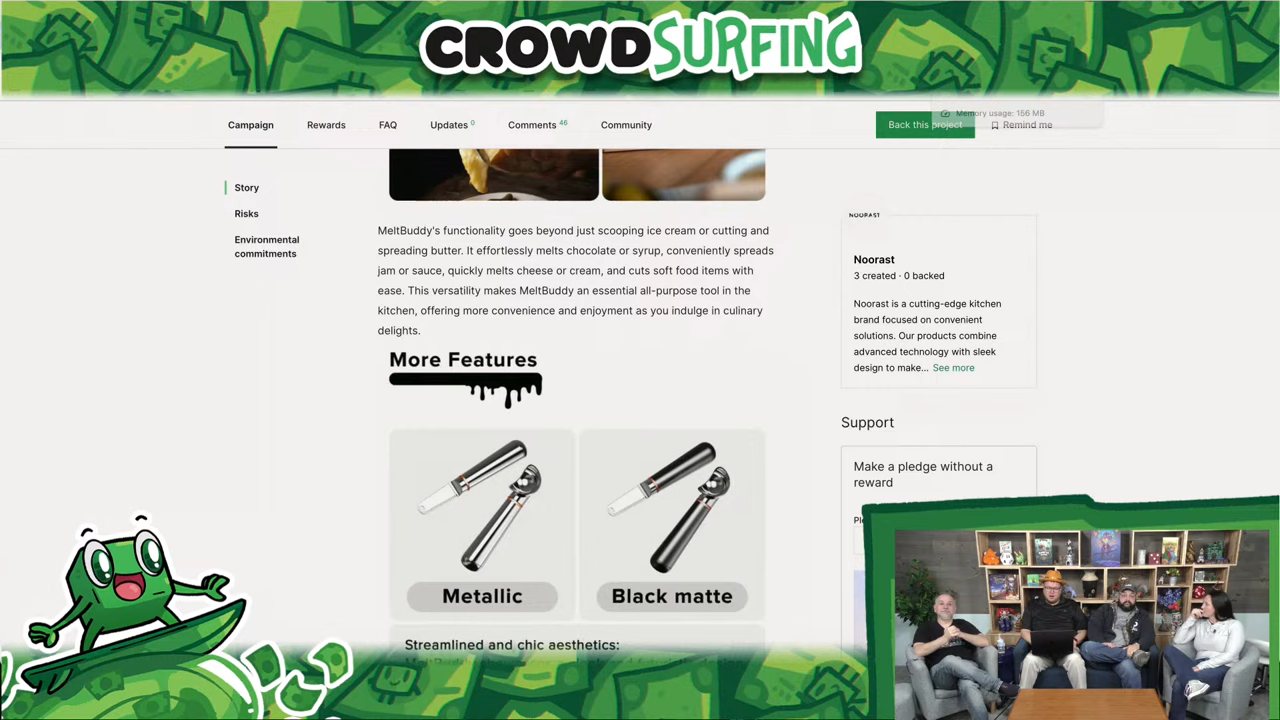 CROWDSURFING
Memory usage: 156 MB
Campaign
Rewards
FAQ
Updates 0
Comments 46
Community
Back this project
Remind me
Story
Risks
Environmental
commitments
MeltBuddy's functionality goes beyond just scooping ice cream or cutting and
spreading butter. It effortlessly melts chocolate or syrup, conveniently spreads
jam or sauce, quickly melts cheese or cream, and cuts soft food items with
ease. This versatility makes MeltBuddy an essential all-purpose tool in the
kitchen, offering more convenience and enjoyment as you indulge in culinary
delights.
More Features
Metallic
Black matte
Streamlined and chic aesthetics:
NOORAST
Noorast
3 created · 0 backed
Noorast is a cutting-edge kitchen
brand focused on convenient
solutions. Our products combine
advanced technology with sleek
design to make... See more
Support
Make a pledge without a
reward